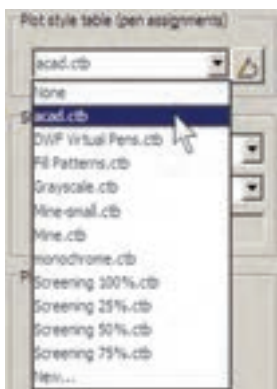 Plot style table (pen assignments)
acad.ctb
None
acad.ctb
DWF Virtual Pens.ctb
Fill Patterns.ctb
Grayscale.ctb
Mine-small.ctb
Mine.ctb
monochrome.ctb
Screening 100%.ctb
Screening 25%.ctb
Screening 50%.ctb
Screening 75%.ctb
New...